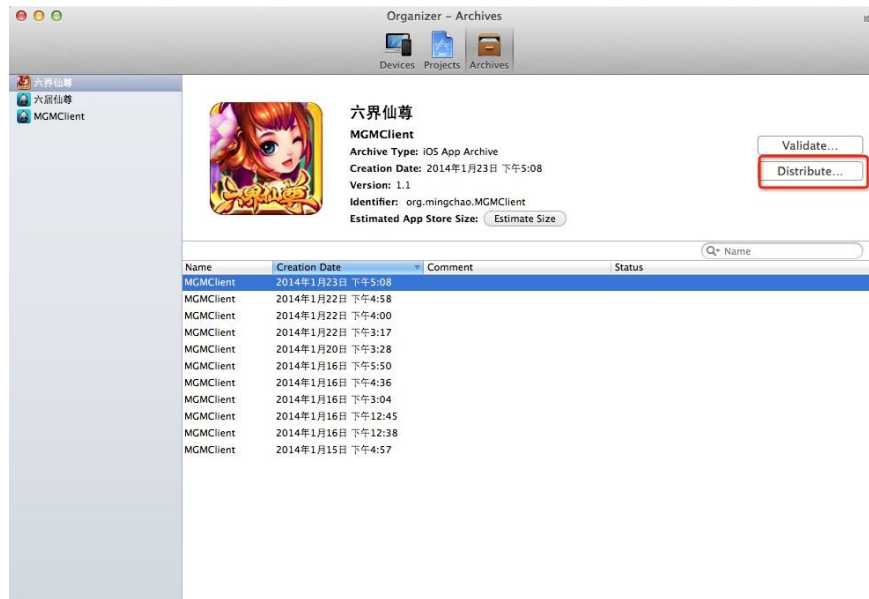 Organizer – Archives
Devices Projects Archives
六界仙尊
六届仙尊
MGMClient
六界仙尊
六界仙尊
MGMClient
Archive Type: iOS App Archive
Creation Date: 2014年1月23日 下午5:08
Version: 1.1
Identifier: org.mingchao.MGMClient
Estimated App Store Size: Estimate Size
Validate...
Distribute...
Name
Name Creation Date Comment Status
MGMClient 2014年1月23日 下午5:08
MGMClient 2014年1月22日 下午4:58
MGMClient 2014年1月22日 下午4:00
MGMClient 2014年1月22日 下午3:17
MGMClient 2014年1月20日 下午3:28
MGMClient 2014年1月16日 下午5:50
MGMClient 2014年1月16日 下午4:36
MGMClient 2014年1月16日 下午3:04
MGMClient 2014年1月16日 下午12:45
MGMClient 2014年1月16日 下午12:38
MGMClient 2014年1月15日 下午4:57